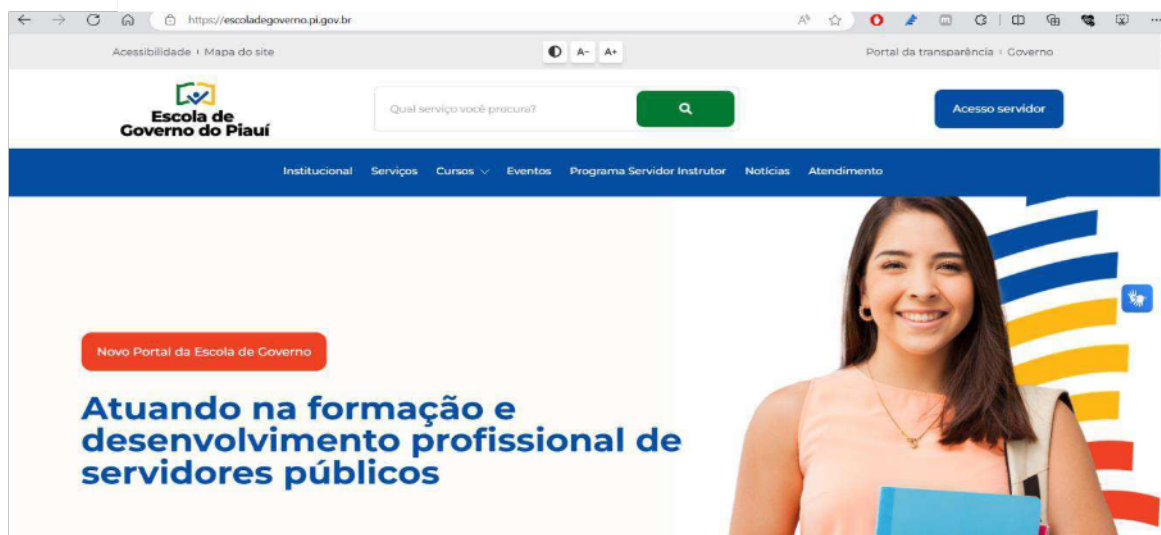 https://escoladegoverno.pi.gov.br
Acessibilidade Mapa do site
A- A+
Portal da transparência Governo
Escola de
Governo do Piauí
Qual serviço você procura?
Acesso servidor
Institucional Serviços Cursos Eventos Programa Servidor Instrutor Notícias Atendimento
Novo Portal da Escola de Governo
Atuando na formação e
desenvolvimento profissional de
servidores públicos